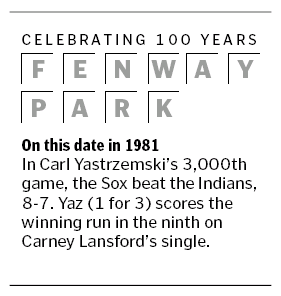 CELEBRATING 100 YEARS
FENWAY
PARK
On this date in 1981
In Carl Yastrzemski's 3,000th
game, the Sox beat the Indians,
8-7. Yaz (1 for 3) scores the
winning run in the ninth on
Carney Lansford's single.